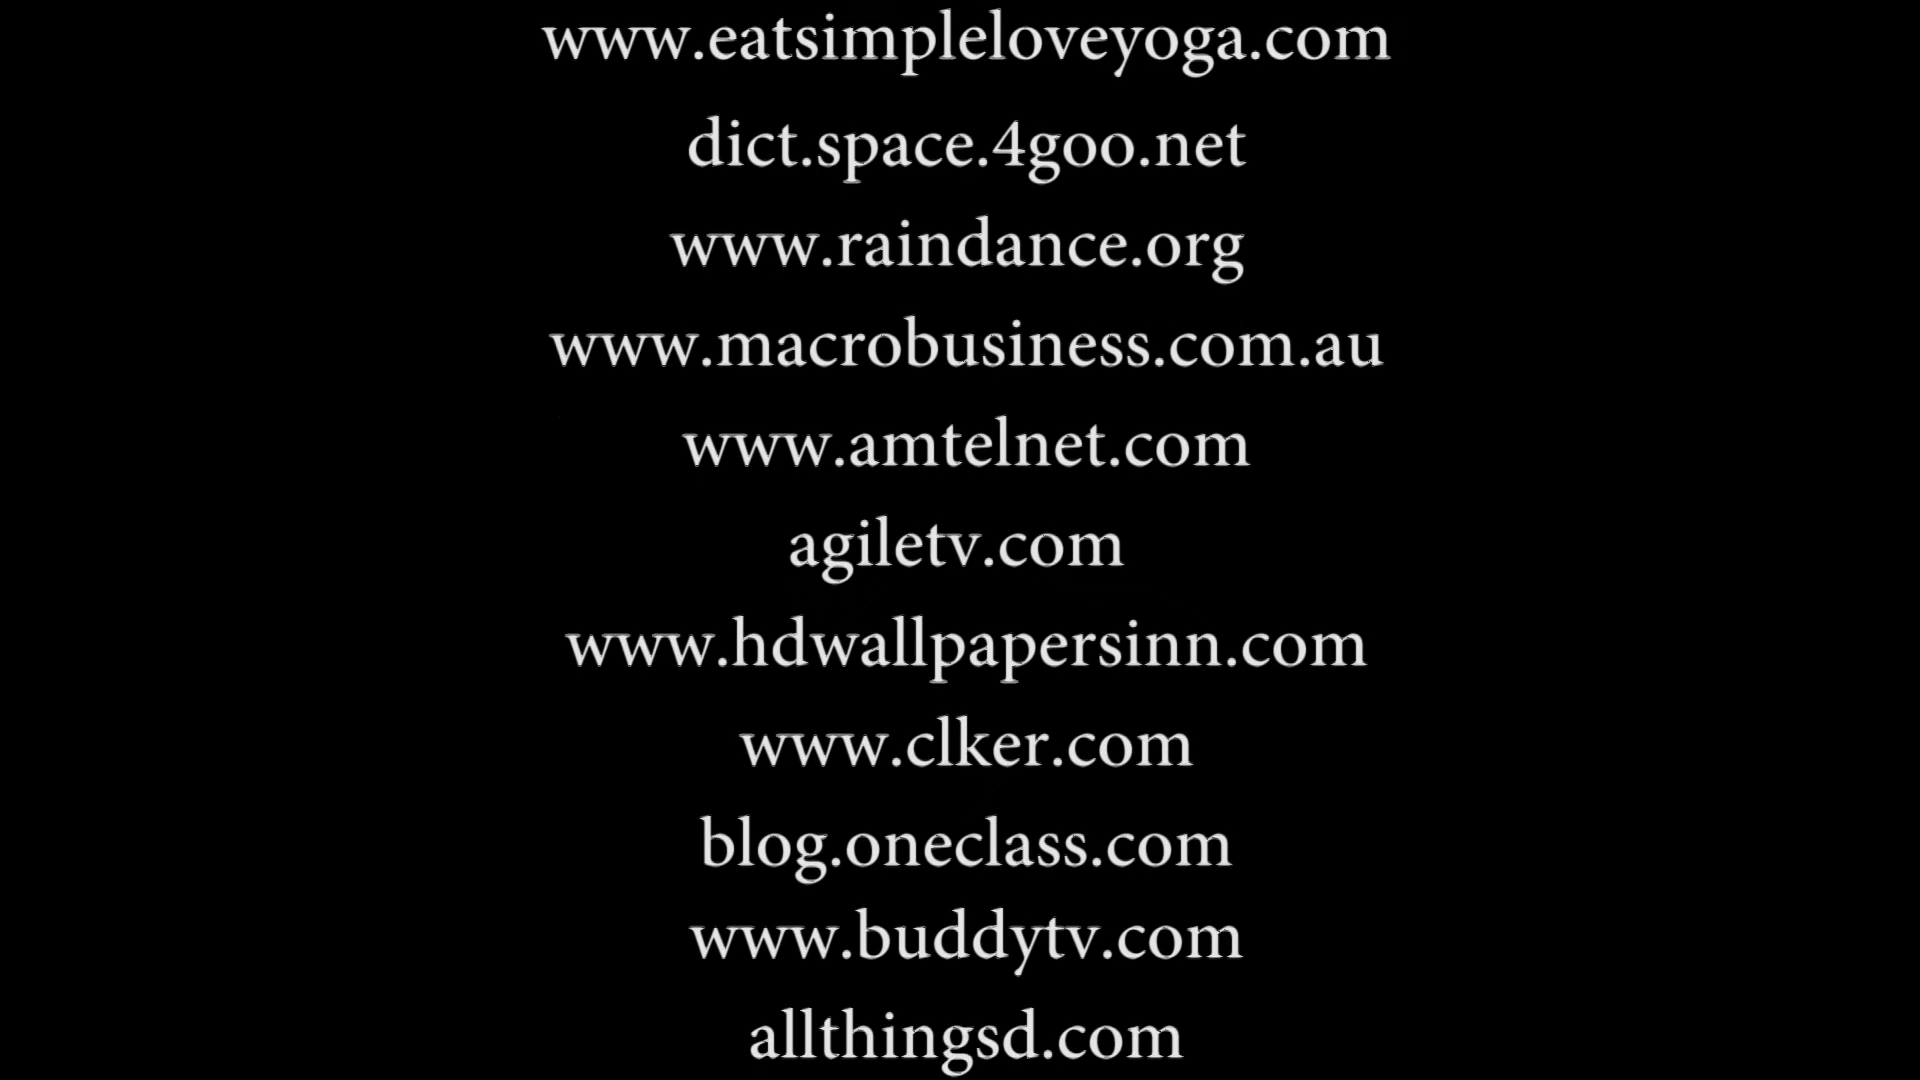 www.eatsimpleloveyoga.com
dict.space.4goo.net
www.raindance.org
www.macrobusiness.com.au
www.amtelnet.com
agiletv.com
www.hdwallpapersinn.com
www.clker.com
blog.oneclass.com
www.buddytv.com
allthingsd.com